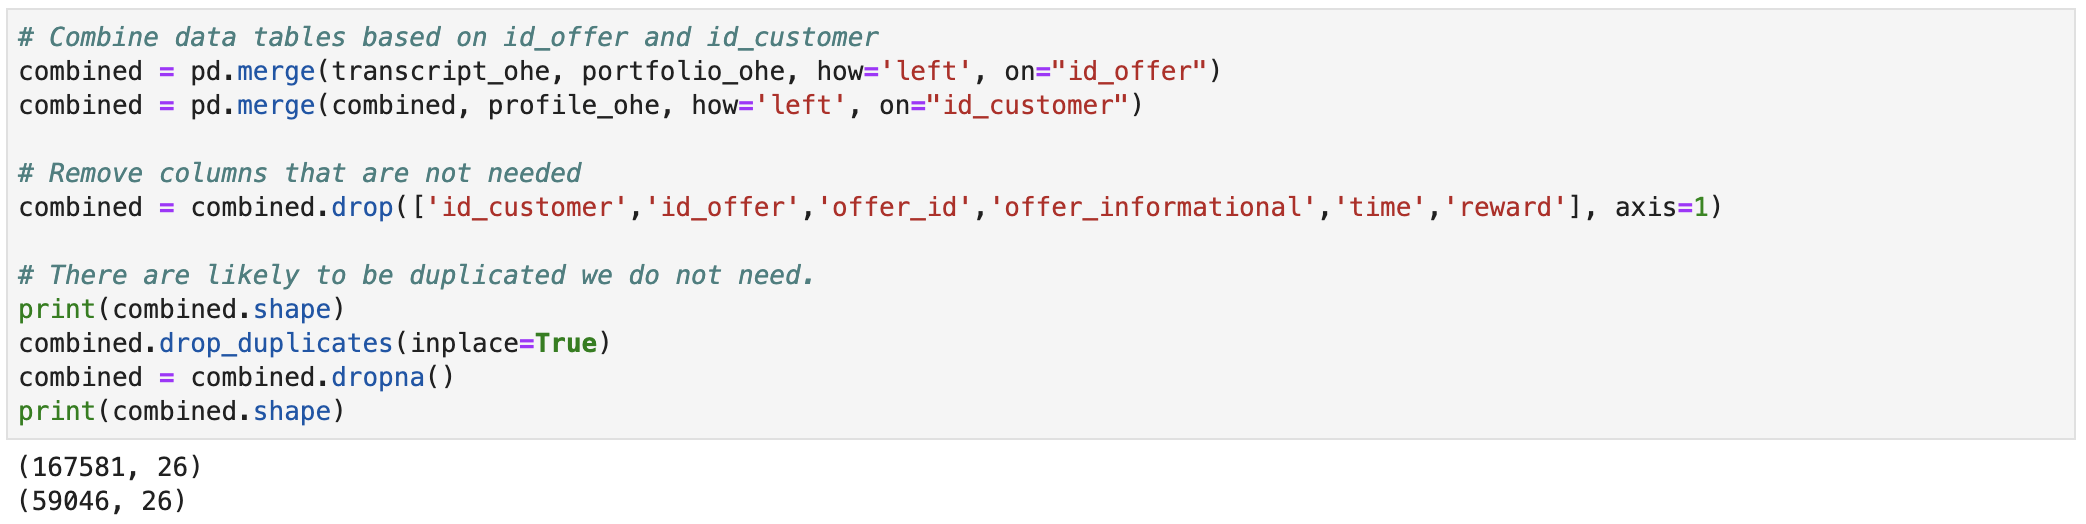 # Combine data tables based on id_offer and id_customer
combined = pd.merge(transcript_ohe, portfolio_ohe, how='left', on="id_offer")
combined = pd.merge(combined, profile_ohe, how='left', on="id_customer")
# Remove columns that are not needed
combined = combined.drop(['id_customer','id_offer','offer_id','offer_informational','time','reward'], axis=1)
# There are likely to be duplicated we do not need.
print(combined.shape)
combined.drop_duplicates(inplace=True)
combined = combined.dropna()
print(combined.shape)
(167581, 26)
(59046, 26)